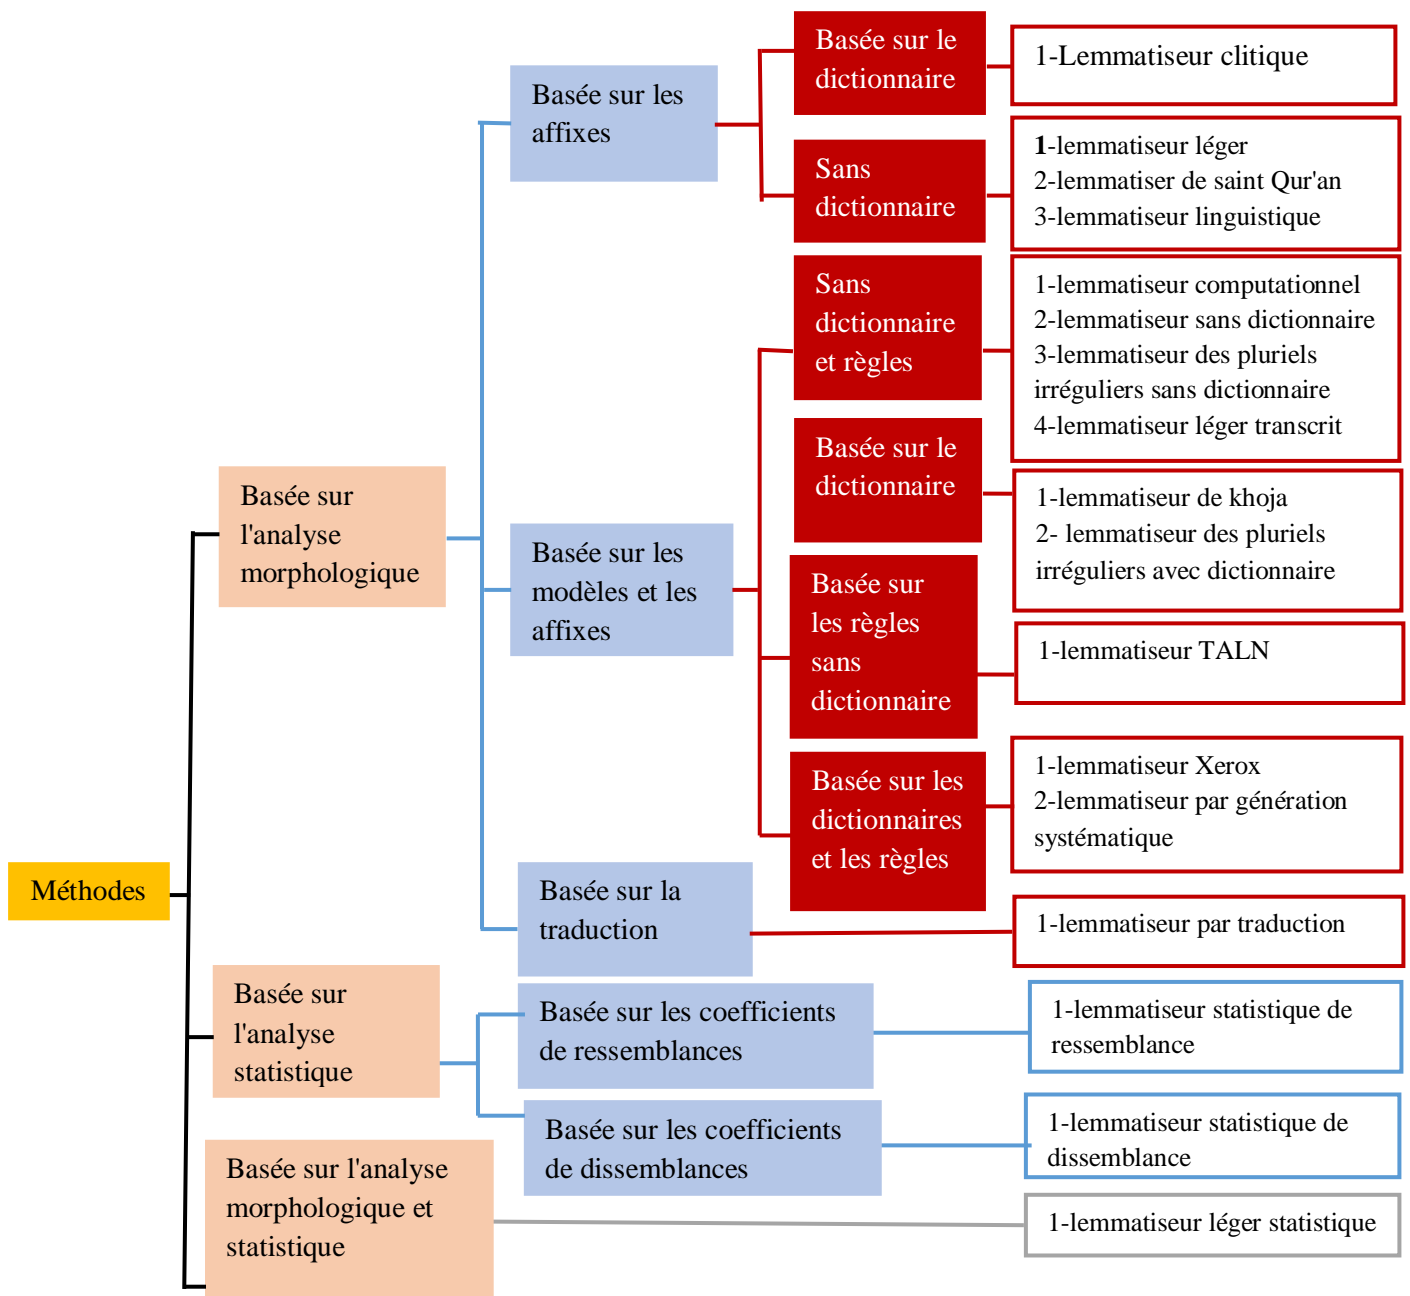 Méthodes
Basée sur
l'analyse
morphologique
Basée sur les
affixes
Basée sur le
dictionnaire
1-Lemmatiseur clitique
Sans
dictionnaire
1-lemmatiseur léger
2-lemmatiser de saint Qur'an
3-lemmatiseur linguistique
Basée sur les
modèles et les
affixes
Sans
dictionnaire
et règles
1-lemmatiseur computationnel
2-lemmatiseur sans dictionnaire
3-lemmatiseur des pluriels
irréguliers sans dictionnaire
4-lemmatiseur léger transcrit
Basée sur le
dictionnaire
1-lemmatiseur de khoja
2- lemmatiseur des pluriels
irréguliers avec dictionnaire
Basée sur
les règles
sans
dictionnaire
1-lemmatiseur TALN
Basée sur les
dictionnaires
et les règles
1-lemmatiseur Xerox
2-lemmatiseur par génération
systématique
Basée sur la
traduction
1-lemmatiseur par traduction
Basée sur
l'analyse
statistique
Basée sur les coefficients
de ressemblances
1-lemmatiseur statistique de
ressemblance
Basée sur les coefficients
de dissemblances
1-lemmatiseur statistique de
dissemblance
Basée sur l'analyse
morphologique et
statistique
1-lemmatiseur léger statistique